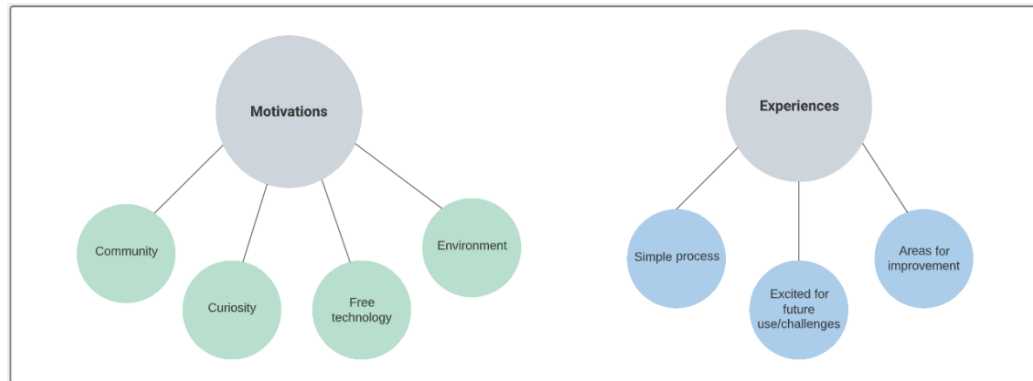 Motivations
Community
Curiosity
Free
technology
Environment
Experiences
Simple process
Excited for
future
use/challenges
Areas for
improvement